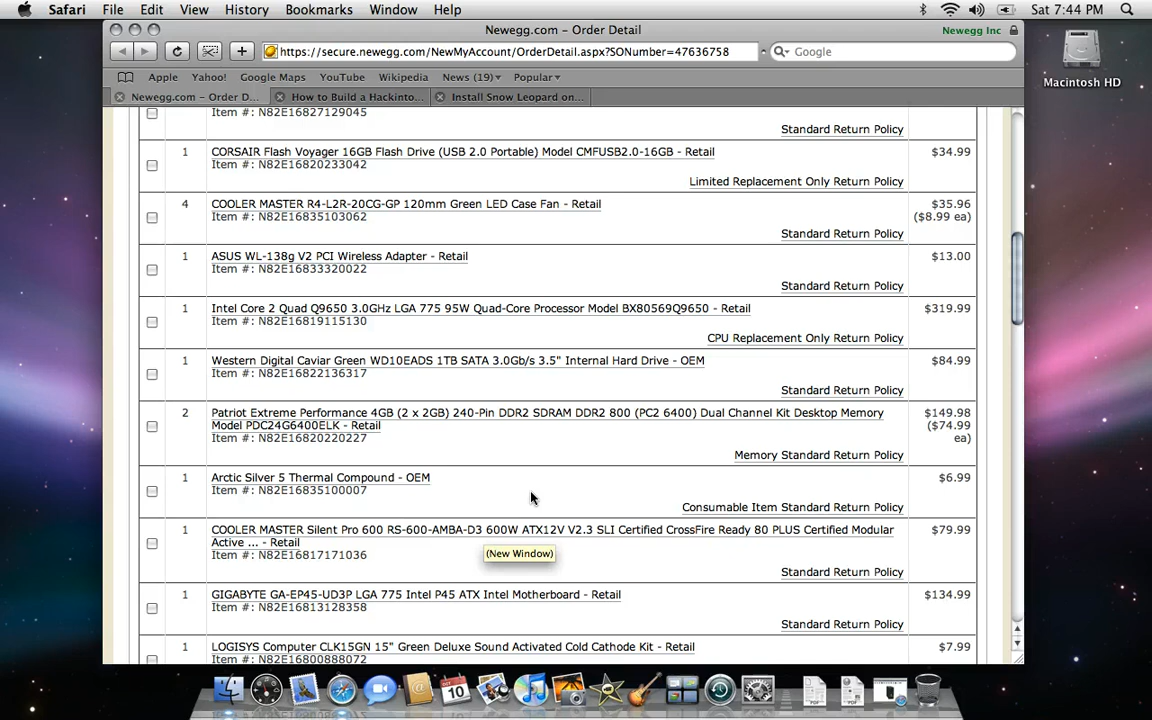 Safari File Edit View History Bookmarks Window Help Sat 7:44 PM
Newegg.com – Order Detail Newegg Inc
https://secure.newegg.com/NewMyAccount/OrderDetail.aspx?SONumber=47636758 Google
Apple Yahoo! Google Maps YouTube Wikipedia News (19) Popular
Newegg.com – Order D... How to Build a Hackinto... Install Snow Leopard on...
Macintosh HD
Item #: N82E16827129045
Standard Return Policy
1 CORSAIR Flash Voyager 16GB Flash Drive (USB 2.0 Portable) Model CMFUSB2.0-16GB - Retail $34.99
Item #: N82E16820233042
Limited Replacement Only Return Policy
4 COOLER MASTER R4-L2R-20CG-GP 120mm Green LED Case Fan - Retail $35.96
Item #: N82E16835103062 ($8.99 ea)
Standard Return Policy
1 ASUS WL-138g V2 PCI Wireless Adapter - Retail $13.00
Item #: N82E16833320022
Standard Return Policy
1 Intel Core 2 Quad Q9650 3.0GHz LGA 775 95W Quad-Core Processor Model BX80569Q9650 - Retail $319.99
Item #: N82E16819115130
CPU Replacement Only Return Policy
1 Western Digital Caviar Green WD10EADS 1TB SATA 3.0Gb/s 3.5" Internal Hard Drive - OEM $84.99
Item #: N82E16822136317
Standard Return Policy
2 Patriot Extreme Performance 4GB (2 x 2GB) 240-Pin DDR2 SDRAM DDR2 800 (PC2 6400) Dual Channel Kit Desktop Memory $149.98
Model PDC24G6400ELK - Retail ($74.99
Item #: N82E16820220227 ea)
Memory Standard Return Policy
1 Arctic Silver 5 Thermal Compound - OEM $6.99
Item #: N82E16835100007
Consumable Item Standard Return Policy
1 COOLER MASTER Silent Pro 600 RS-600-AMBA-D3 600W ATX12V V2.3 SLI Certified CrossFire Ready 80 PLUS Certified Modular $79.99
Active ... - Retail
Item #: N82E16817171036
(New Window)
Standard Return Policy
1 GIGABYTE GA-EP45-UD3P LGA 775 Intel P45 ATX Intel Motherboard - Retail $134.99
Item #: N82E16813128358
Standard Return Policy
1 LOGISYS Computer CLK15GN 15" Green Deluxe Sound Activated Cold Cathode Kit - Retail $7.99
Item #: N82E16800888072
OCT
10
PDF PDF